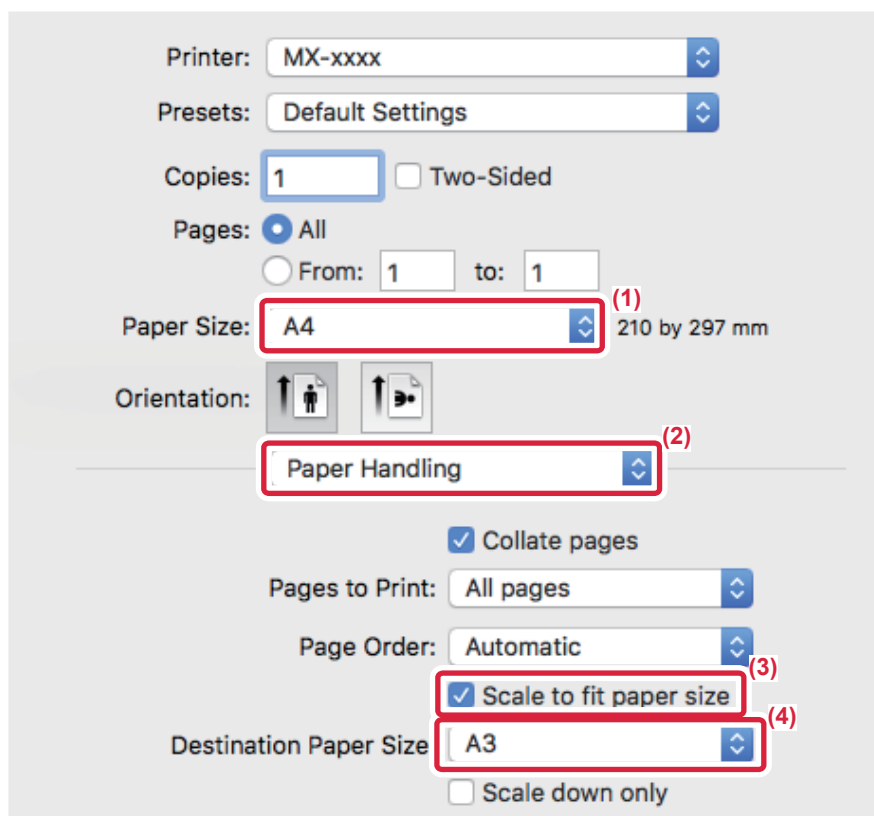 Printer: MX-xxxx
Presets: Default Settings
Copies: 1 Two-Sided
Pages: All
From: 1 to: 1
(1)
Paper Size: A4 210 by 297 mm
Orientation:
(2)
Paper Handling
Collate pages
Pages to Print: All pages
Page Order: Automatic
(3)
Scale to fit paper size
(4)
Destination Paper Size A3
Scale down only